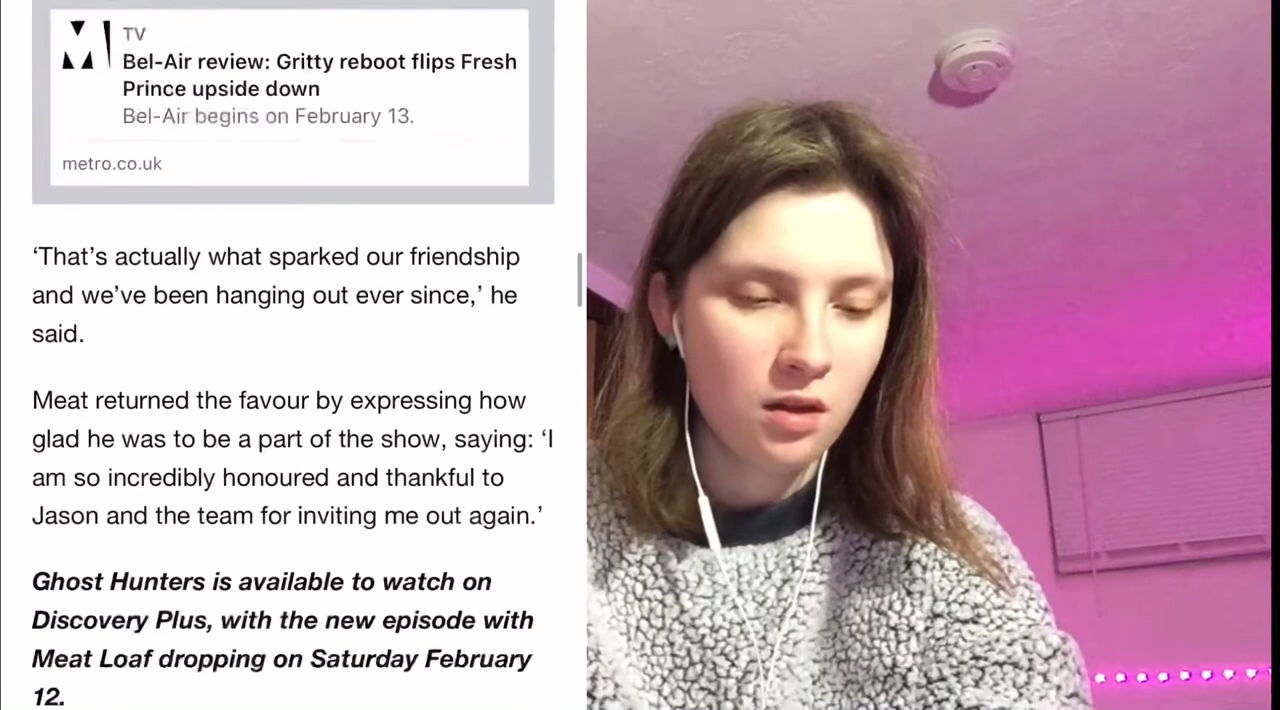 TV
Bel-Air review: Gritty reboot flips Fresh
Prince upside down
Bel-Air begins on February 13.
metro.co.uk
‘That’s actually what sparked our friendship
and we’ve been hanging out ever since,’ he
said.
Meat returned the favour by expressing how
glad he was to be a part of the show, saying: ‘I
am so incredibly honoured and thankful to
Jason and the team for inviting me out again.’
Ghost Hunters is available to watch on
Discovery Plus, with the new episode with
Meat Loaf dropping on Saturday February
12.